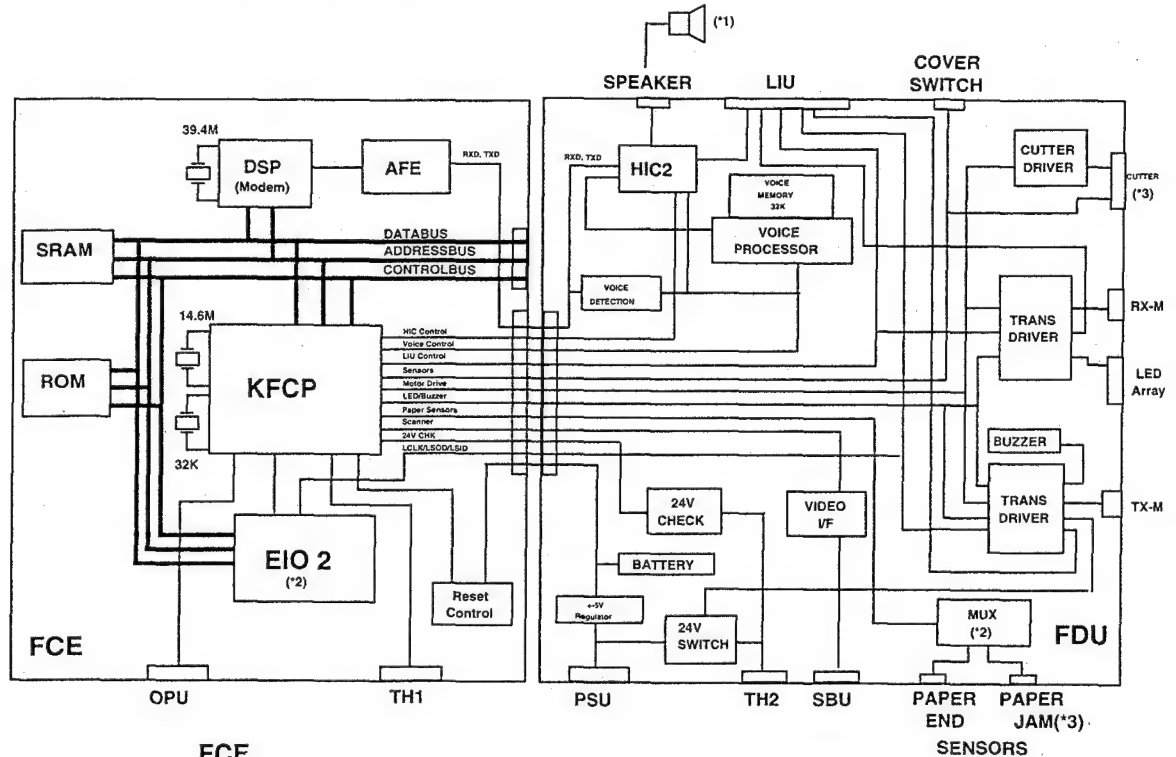 (*1)
SPEAKER
LIU
COVER
SWITCH
39.4M
DSP
(Modem)
AFE
RXD, TXD
RXD, TXD
HIC2
VOICE
MEMORY
32K
VOICE
PROCESSOR
CUTTER
DRIVER
CUTTER
(*3)
SRAM
DATABUS
ADDRESSBUS
CONTROLBUS
VOICE
DETECTION
14.6M
ROM
KFCP
32K
HIC Control
Voice Control
LIU Control
Sensors
Motor Drive
LED/Buzzer
Paper Sensors
Scanner
24V CHK
LCLK/LSOD/LSID
TRANS
DRIVER
RX-M
LED
Array
BUZZER
TRANS
DRIVER
TX-M
24V
CHECK
VIDEO
I/F
EIO 2
(*2)
Reset
Control
BATTERY
+-5V
Regulator
24V
SWITCH
MUX
(*2)
FCE
FDU
OPU
TH1
PSU
TH2
SBU
PAPER
END
PAPER
JAM(*3)
SENSORS
FCE